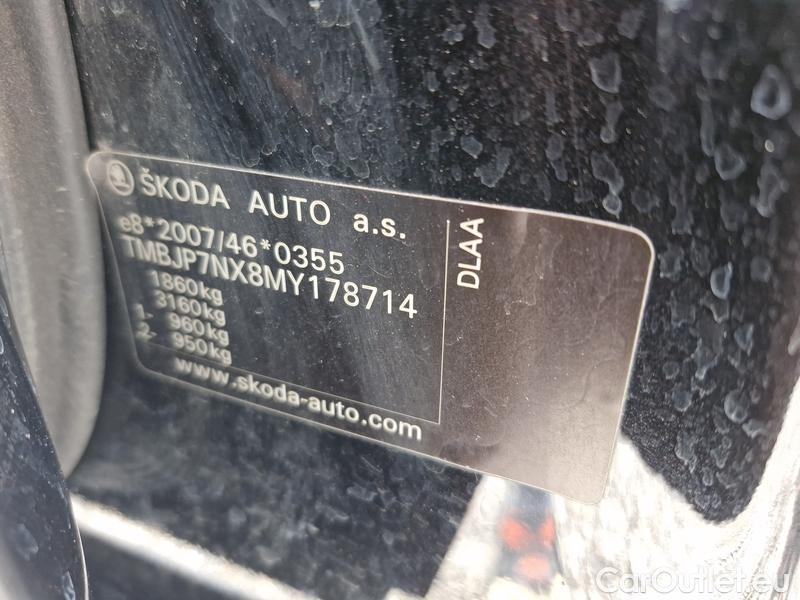 ŠKODA AUTO a.s.
e8*2007/46*0355
TMBJP7NX8MY178714
1860kg
3160kg
1- 960kg
2- 950kg
www.skoda-auto.com
DLAA
CarOutlet.eu